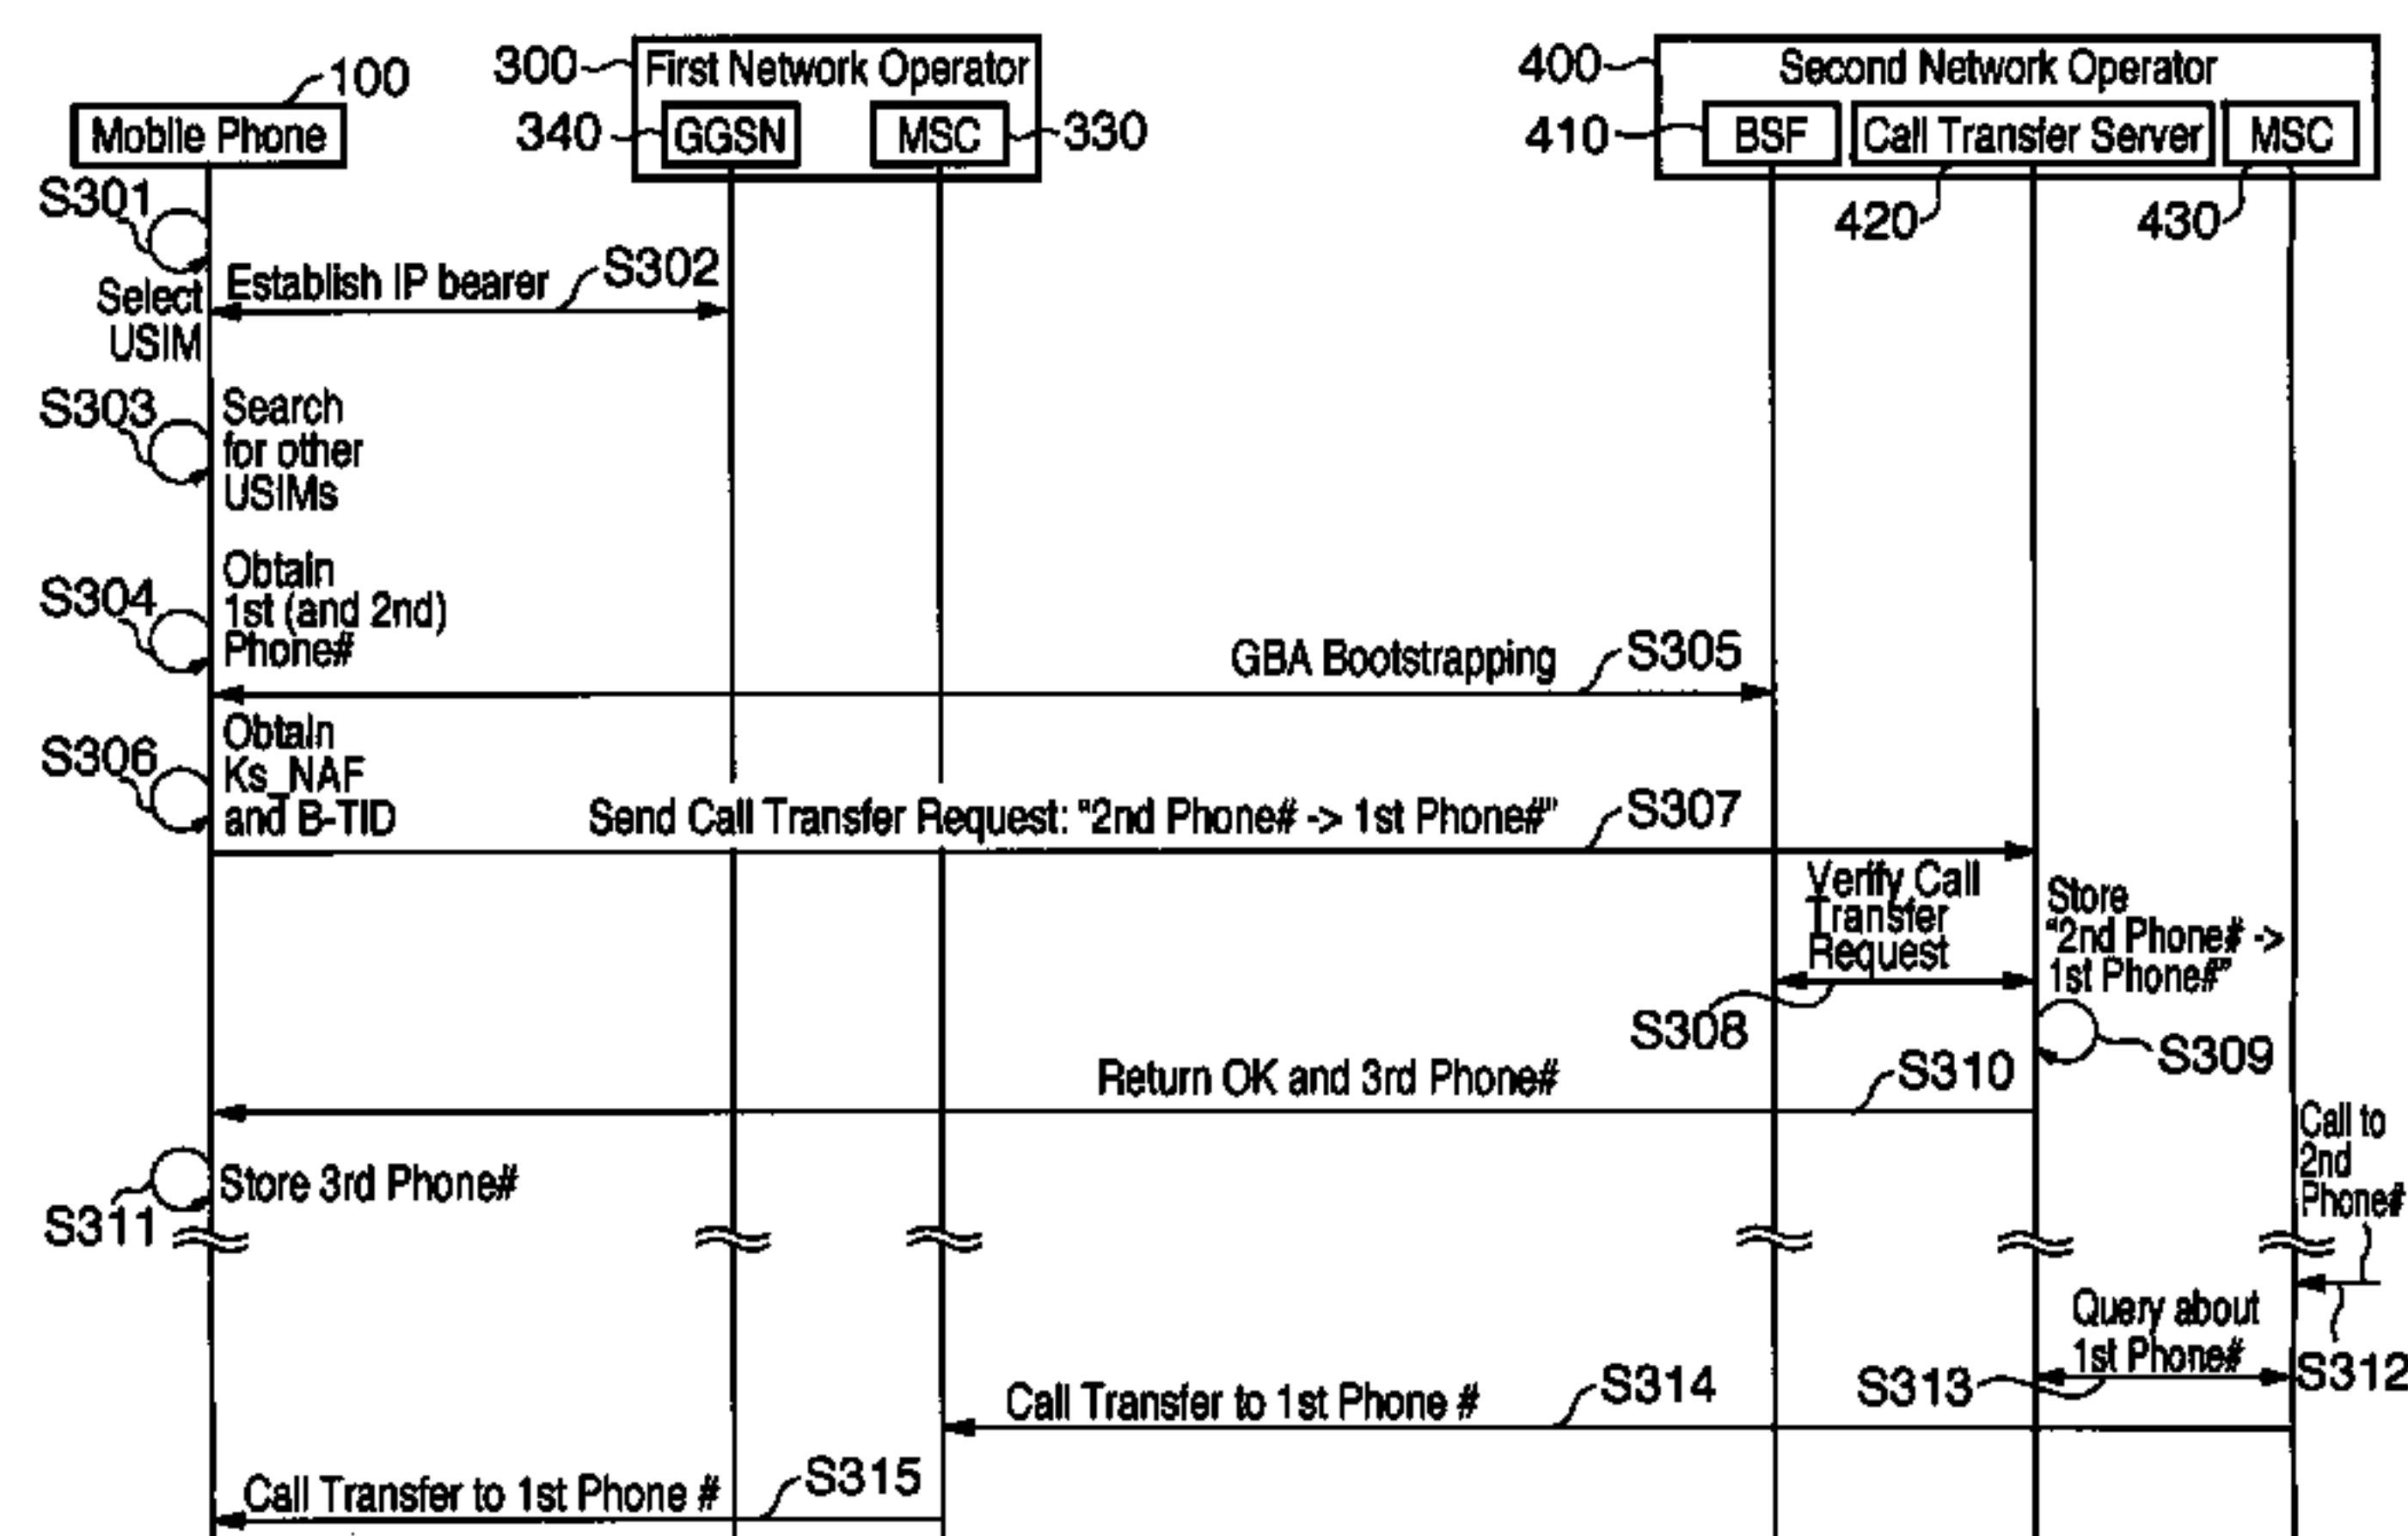 100
Mobile Phone
300
First Network Operator
340
GGSN
MSC
330
400
Second Network Operator
410
BSF
Call Transfer Server
MSC
420
430
S301
Select
USIM
Establish IP bearer
S302
S303
Search
for other
USIMs
S304
Obtain
1st (and 2nd)
Phone#
GBA Bootstrapping
S305
S306
Obtain
Ks_NAF
and B-TID
Send Call Transfer Request: "2nd Phone# -> 1st Phone#"
S307
Verify Call
Transfer
Request
S308
Store
"2nd Phone# ->
1st Phone#"
S309
Return OK and 3rd Phone#
S310
S311
Store 3rd Phone#
Call to
2nd
Phone#
S312
Query about
1st Phone#
S313
Call Transfer to 1st Phone #
S314
Call Transfer to 1st Phone #
S315